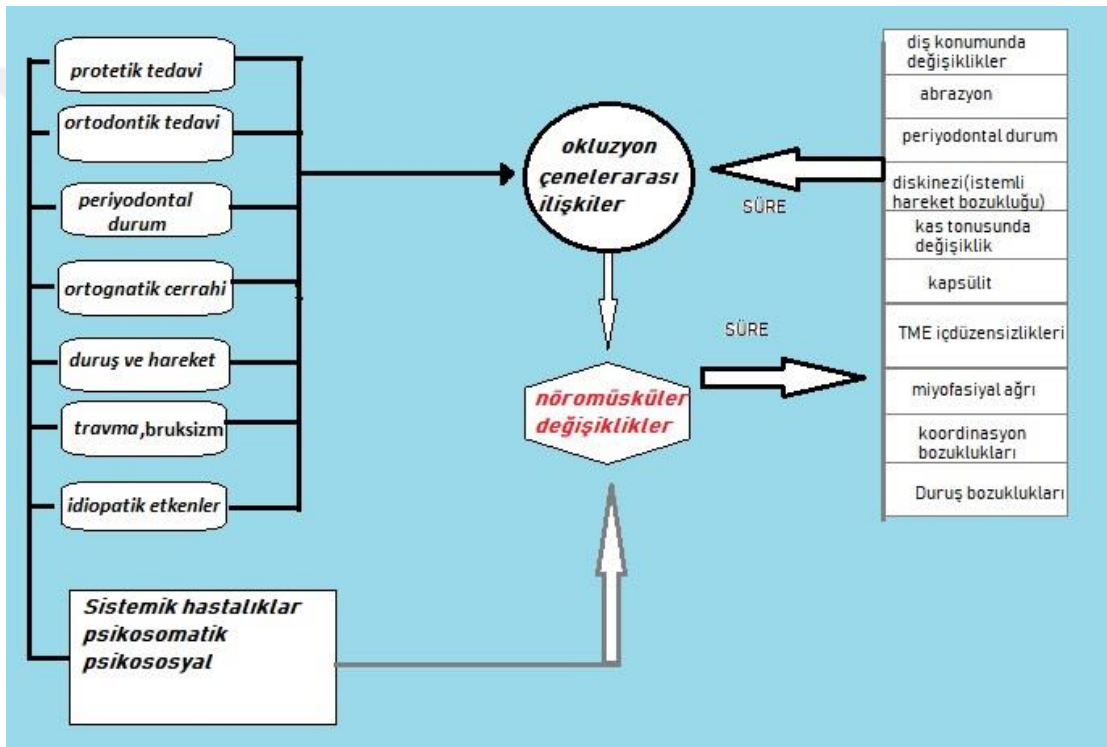 protetik tedavi
ortodontik tedavi
periyodontal
durum
ortognatik cerrahi
duruş ve hareket
travma,bruksizm
idiopatik etkenler
Sistemik hastalıklar
psikosomatik
psikososyal
okluzyon
çenelerarası
ilişkiler
nöromüsküler
değişiklikler
SÜRE
SÜRE
diş konumunda
değişiklikler
abrazyon
periyodontal durum
diskinezi(istemli
hareket bozukluğu)
kas tonusunda
değişiklik
kapsülit
TME içdüzensizlikleri
miyofasiyal ağrı
koordinasyon
bozuklukları
Duruş bozuklukları